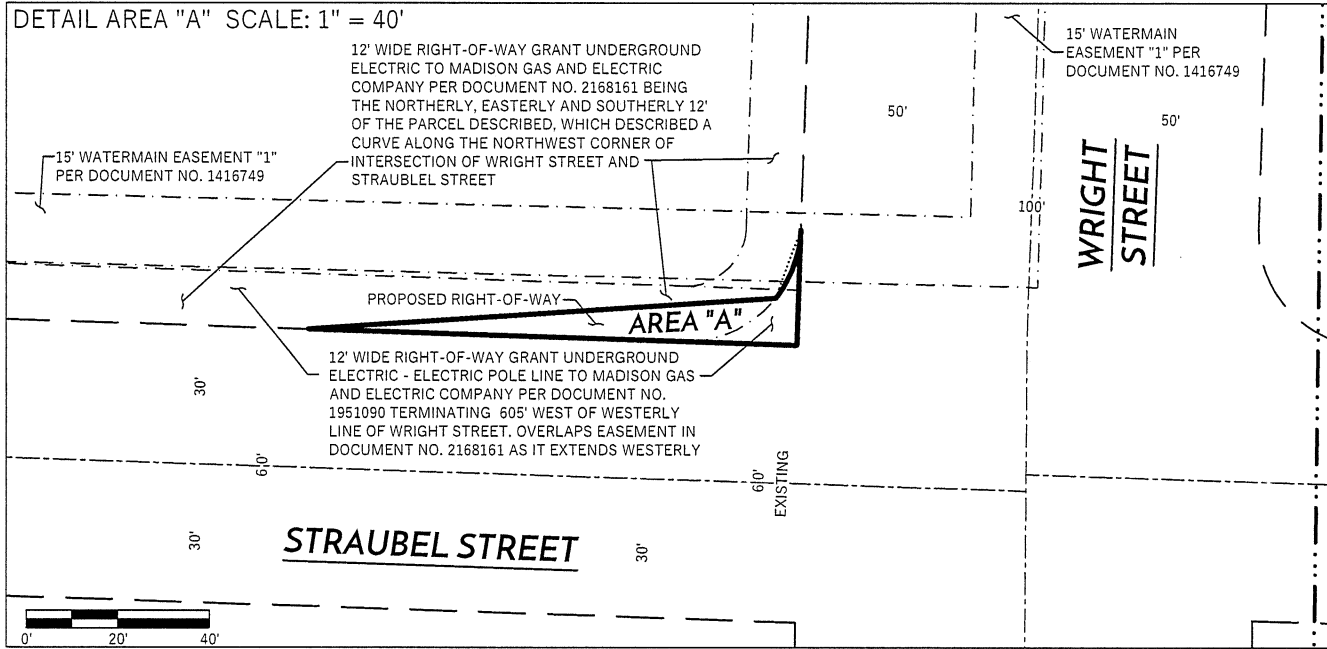 DETAIL AREA "A" SCALE: 1" = 40'
12' WIDE RIGHT-OF-WAY GRANT UNDERGROUND
ELECTRIC TO MADISON GAS AND ELECTRIC
COMPANY PER DOCUMENT NO. 2168161 BEING
THE NORTHERLY, EASTERLY AND SOUTHERLY 12'
OF THE PARCEL DESCRIBED, WHICH DESCRIBED A
CURVE ALONG THE NORTHWEST CORNER OF
INTERSECTION OF WRIGHT STREET AND
STRAUBLEL STREET
15' WATERMAIN
EASEMENT "1" PER
DOCUMENT NO. 1416749
15' WATERMAIN EASEMENT "1"
PER DOCUMENT NO. 1416749
50'
50'
100'
WRIGHT
STREET
PROPOSED RIGHT-OF-WAY
AREA "A"
12' WIDE RIGHT-OF-WAY GRANT UNDERGROUND
ELECTRIC - ELECTRIC POLE LINE TO MADISON GAS
AND ELECTRIC COMPANY PER DOCUMENT NO.
1951090 TERMINATING 605' WEST OF WESTERLY
LINE OF WRIGHT STREET. OVERLAPS EASEMENT IN
DOCUMENT NO. 2168161 AS IT EXTENDS WESTERLY
30'
60'
60'
EXISTING
30'
STRAUBEL STREET
30'
0' 20' 40'